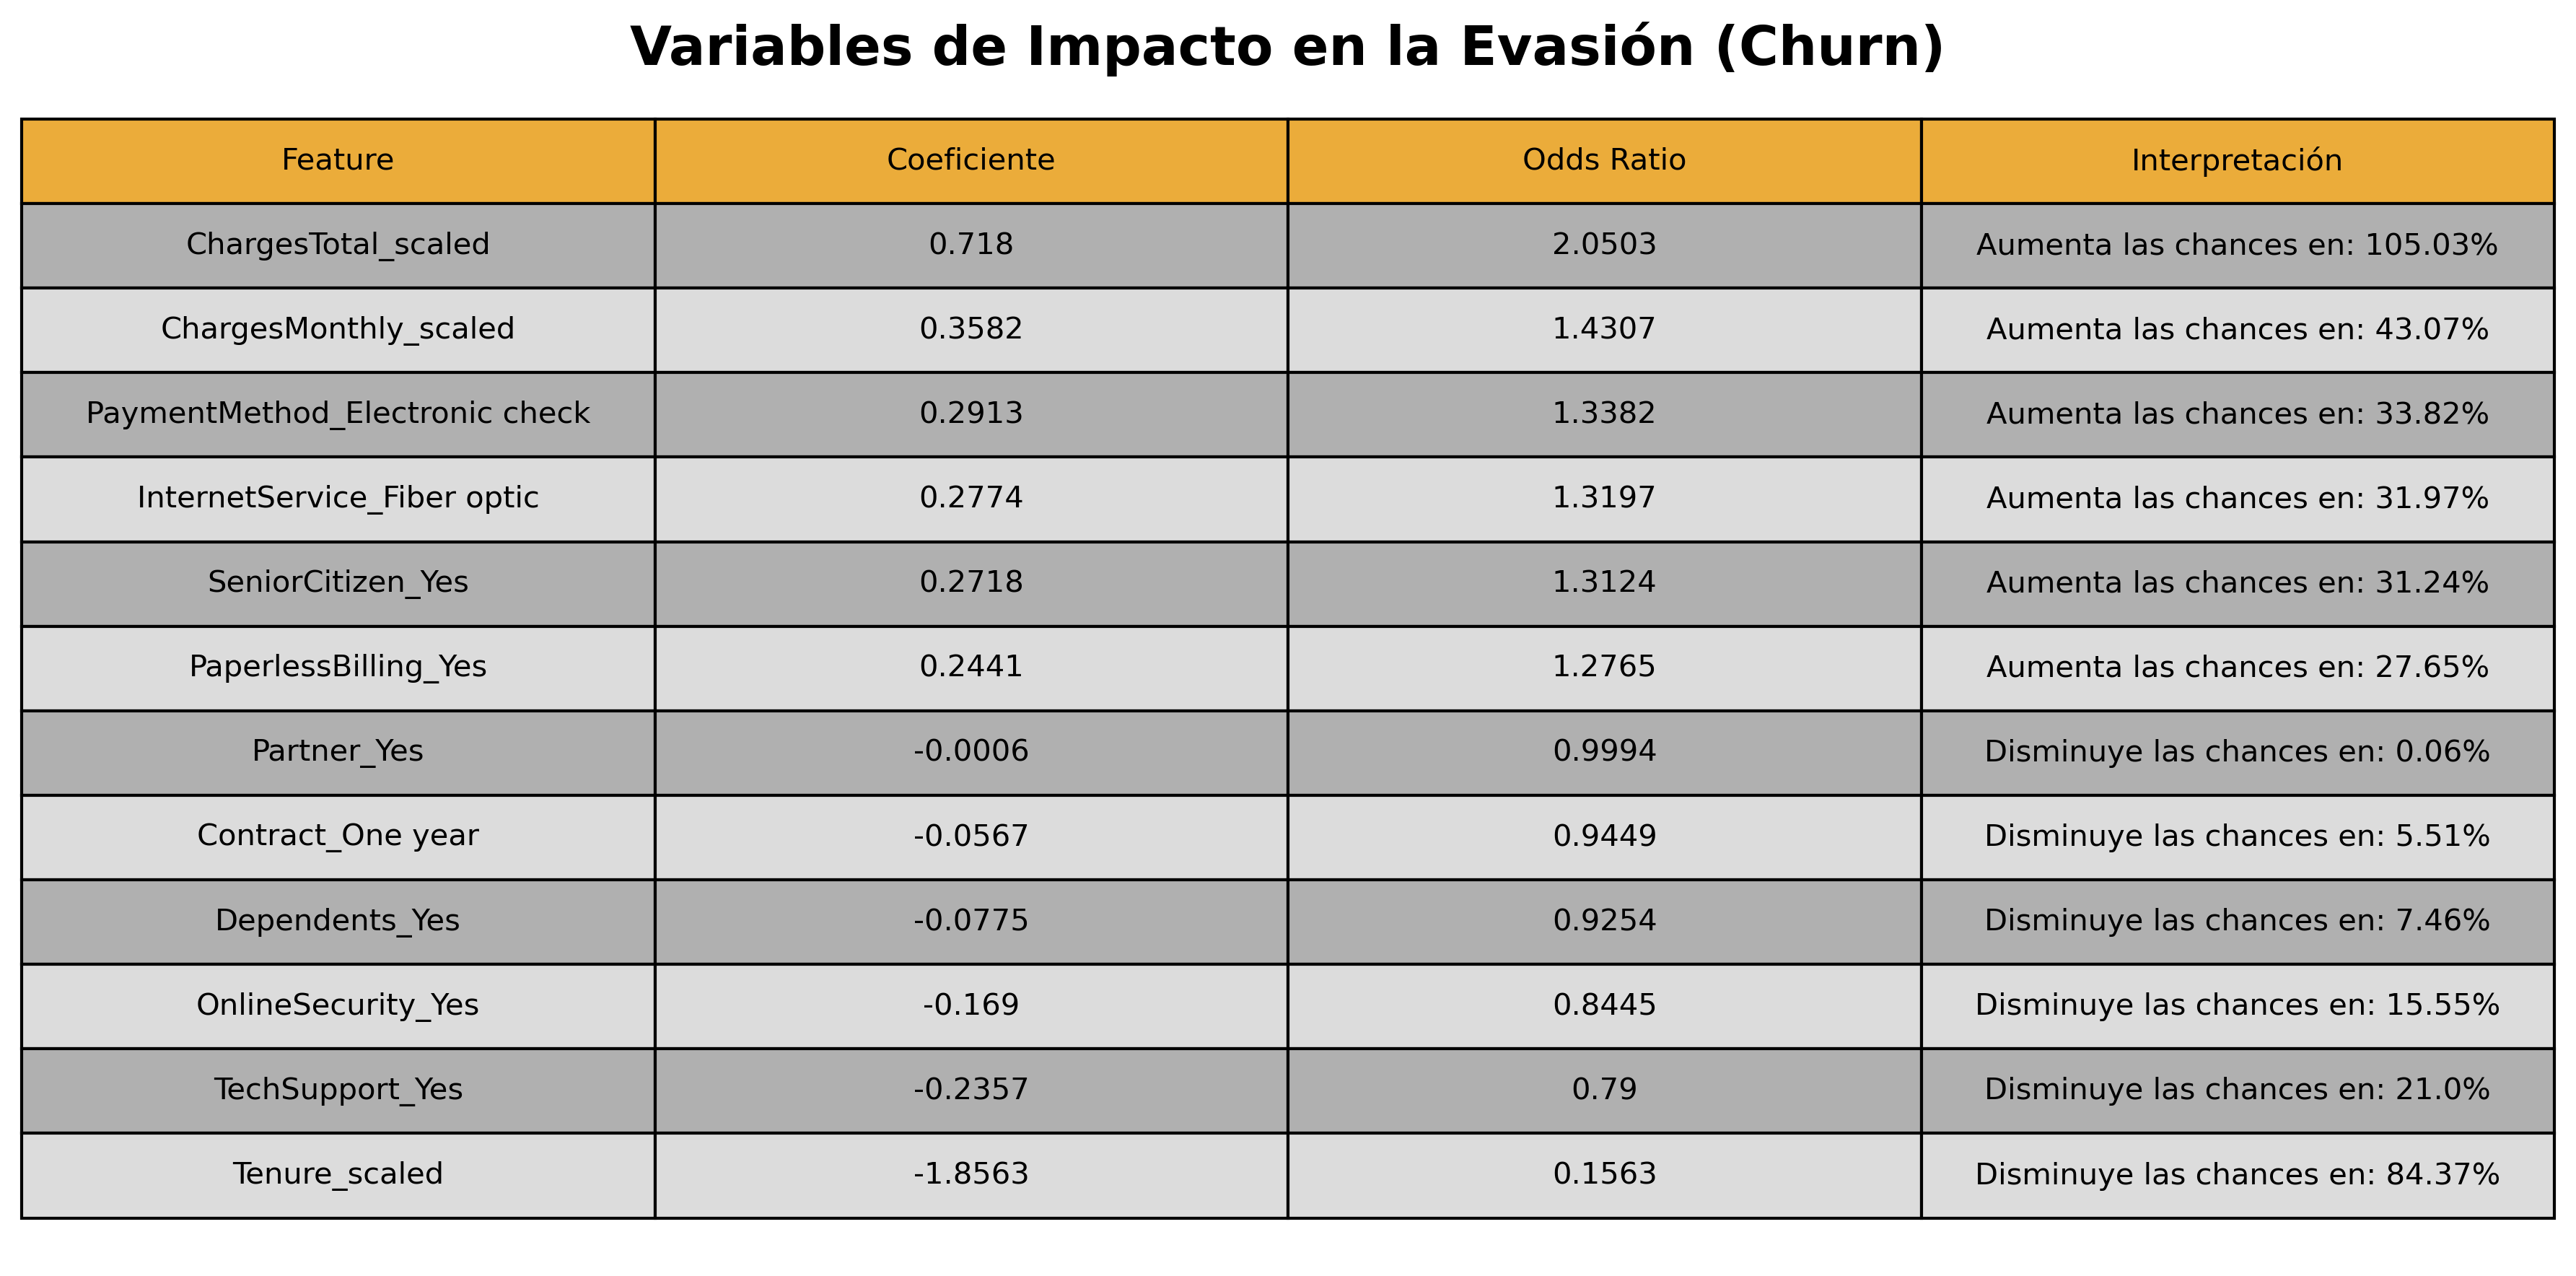 Variables de Impacto en la Evasión (Churn)
Feature Coeficiente Odds Ratio Interpretación
ChargesTotal_scaled 0.718 2.0503 Aumenta las chances en: 105.03%
ChargesMonthly_scaled 0.3582 1.4307 Aumenta las chances en: 43.07%
PaymentMethod_Electronic check 0.2913 1.3382 Aumenta las chances en: 33.82%
InternetService_Fiber optic 0.2774 1.3197 Aumenta las chances en: 31.97%
SeniorCitizen_Yes 0.2718 1.3124 Aumenta las chances en: 31.24%
PaperlessBilling_Yes 0.2441 1.2765 Aumenta las chances en: 27.65%
Partner_Yes -0.0006 0.9994 Disminuye las chances en: 0.06%
Contract_One year -0.0567 0.9449 Disminuye las chances en: 5.51%
Dependents_Yes -0.0775 0.9254 Disminuye las chances en: 7.46%
OnlineSecurity_Yes -0.169 0.8445 Disminuye las chances en: 15.55%
TechSupport_Yes -0.2357 0.79 Disminuye las chances en: 21.0%
Tenure_scaled -1.8563 0.1563 Disminuye las chances en: 84.37%